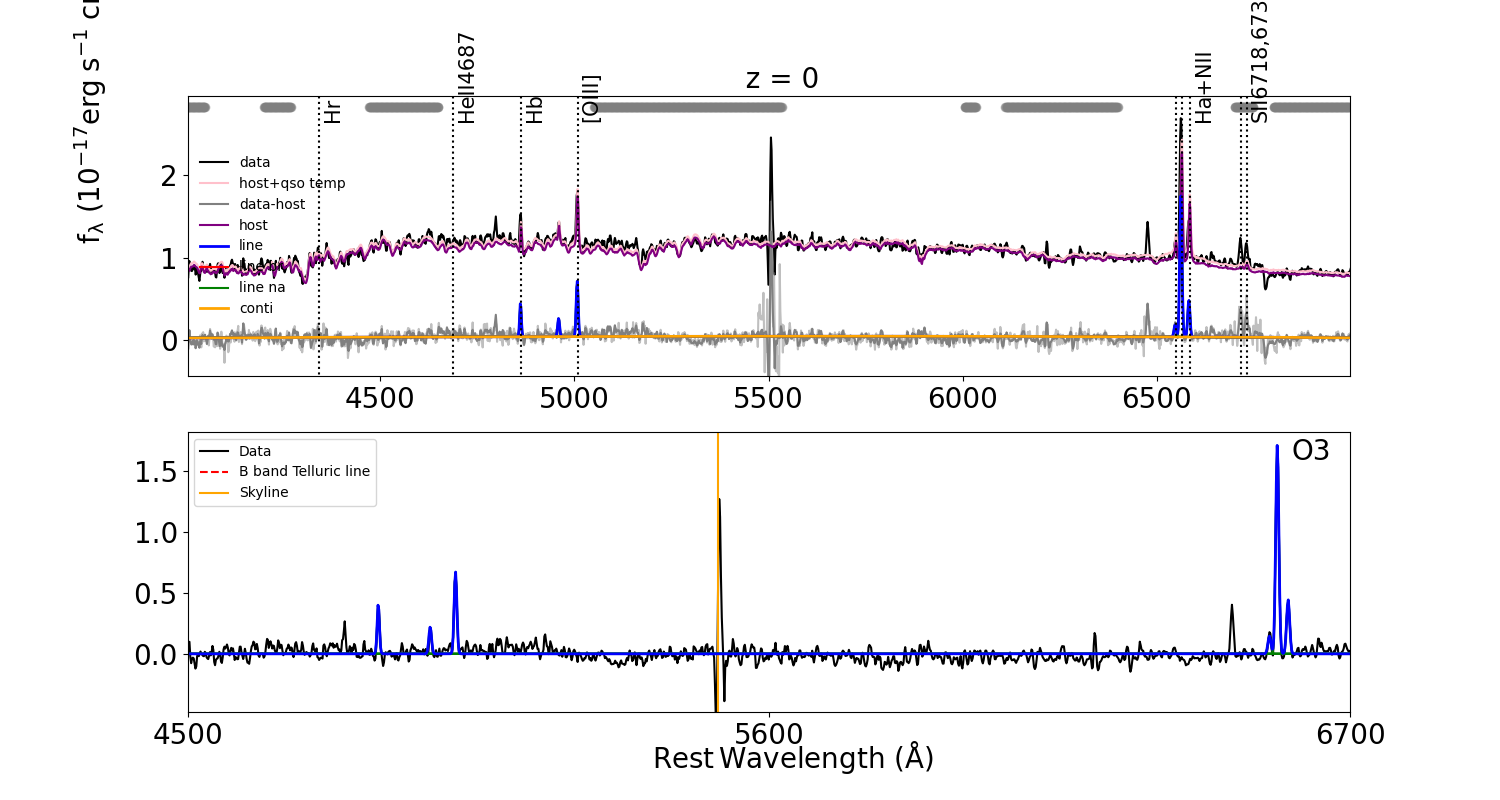 f_λ (10^−17 erg s^−1
z = 0
Hr
HeII4687
Hb
[OIII]
Ha+NII
SII6718,673
data
host+qso temp
data-host
host
line
line na
conti
2
1
0
4500 5000 5500 6000 6500
Data
B band Telluric line
Skyline
O3
1.5
1.0
0.5
0.0
4500 5600 6700
Rest Wavelength (Å)